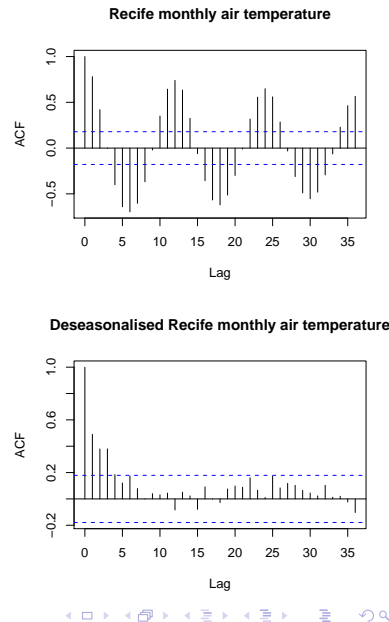 Recife monthly air temperature
1.0
0.5
0.0
−0.5
ACF
0 5 10 15 20 25 30 35
Lag
Deseasonalised Recife monthly air temperature
1.0
0.6
0.2
−0.2
ACF
0 5 10 15 20 25 30 35
Lag